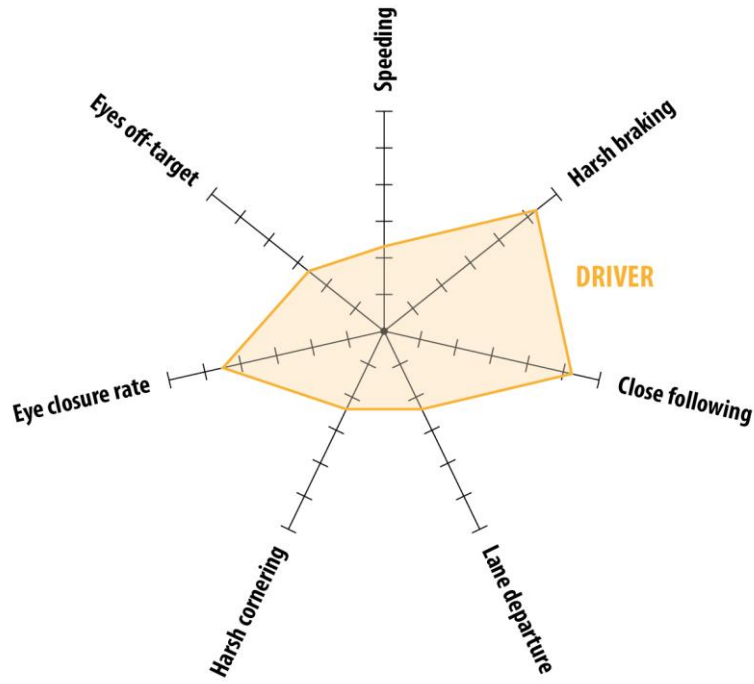 Speeding
Harsh braking
Eyes off-target
DRIVER
Close following
Eye closure rate
Harsh cornering
Lane departure